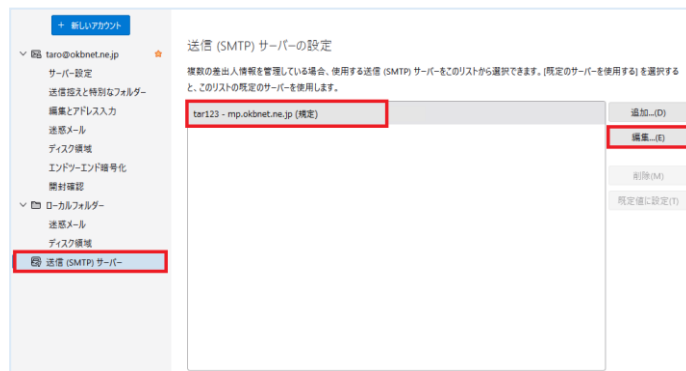 + 新しいアカウント
taro@okbnet.ne.jp
サーバー設定
送信控えと特別なフォルダー
編集とアドレス入力
迷惑メール
ディスク領域
エンドツーエンド暗号化
開封確認
ローカルフォルダー
迷惑メール
ディスク領域
送信 (SMTP) サーバー
送信 (SMTP) サーバーの設定
複数の差出人情報を管理している場合、使用する送信 (SMTP) サーバーをこのリストから選択できます。[既定のサーバーを使用する] を選択する
と、このリストの既定のサーバーを使用します。
tar123 - mp.okbnet.ne.jp (規定)
追加...(D)
編集...(E)
削除(M)
既定値に設定(T)